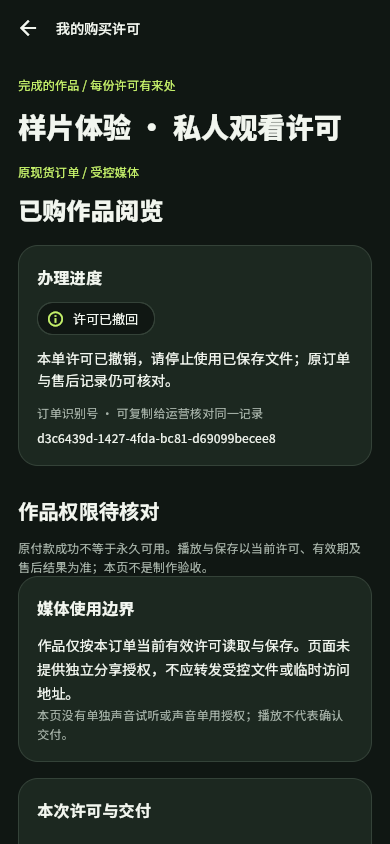 我的购买许可
完成的作品 / 每份许可有来处
样片体验 · 私人观看许可
原现货订单 / 受控媒体
已购作品阅览
办理进度
许可已撤回
本单许可已撤销，请停止使用已保存文件；原订单
与售后记录仍可核对。
订单识别号 · 可复制给运营核对同一记录
d3c6439d-1427-4fda-bc81-d69099becee8
作品权限待核对
原付款成功不等于永久可用。播放与保存以当前许可、有效期及
售后结果为准；本页不是制作验收。
媒体使用边界
作品仅按本订单当前有效许可读取与保存。页面未
提供独立分享授权，不应转发受控文件或临时访问
地址。
本页没有单独声音试听或声音单用授权；播放不代表确认
交付。
本次许可与交付